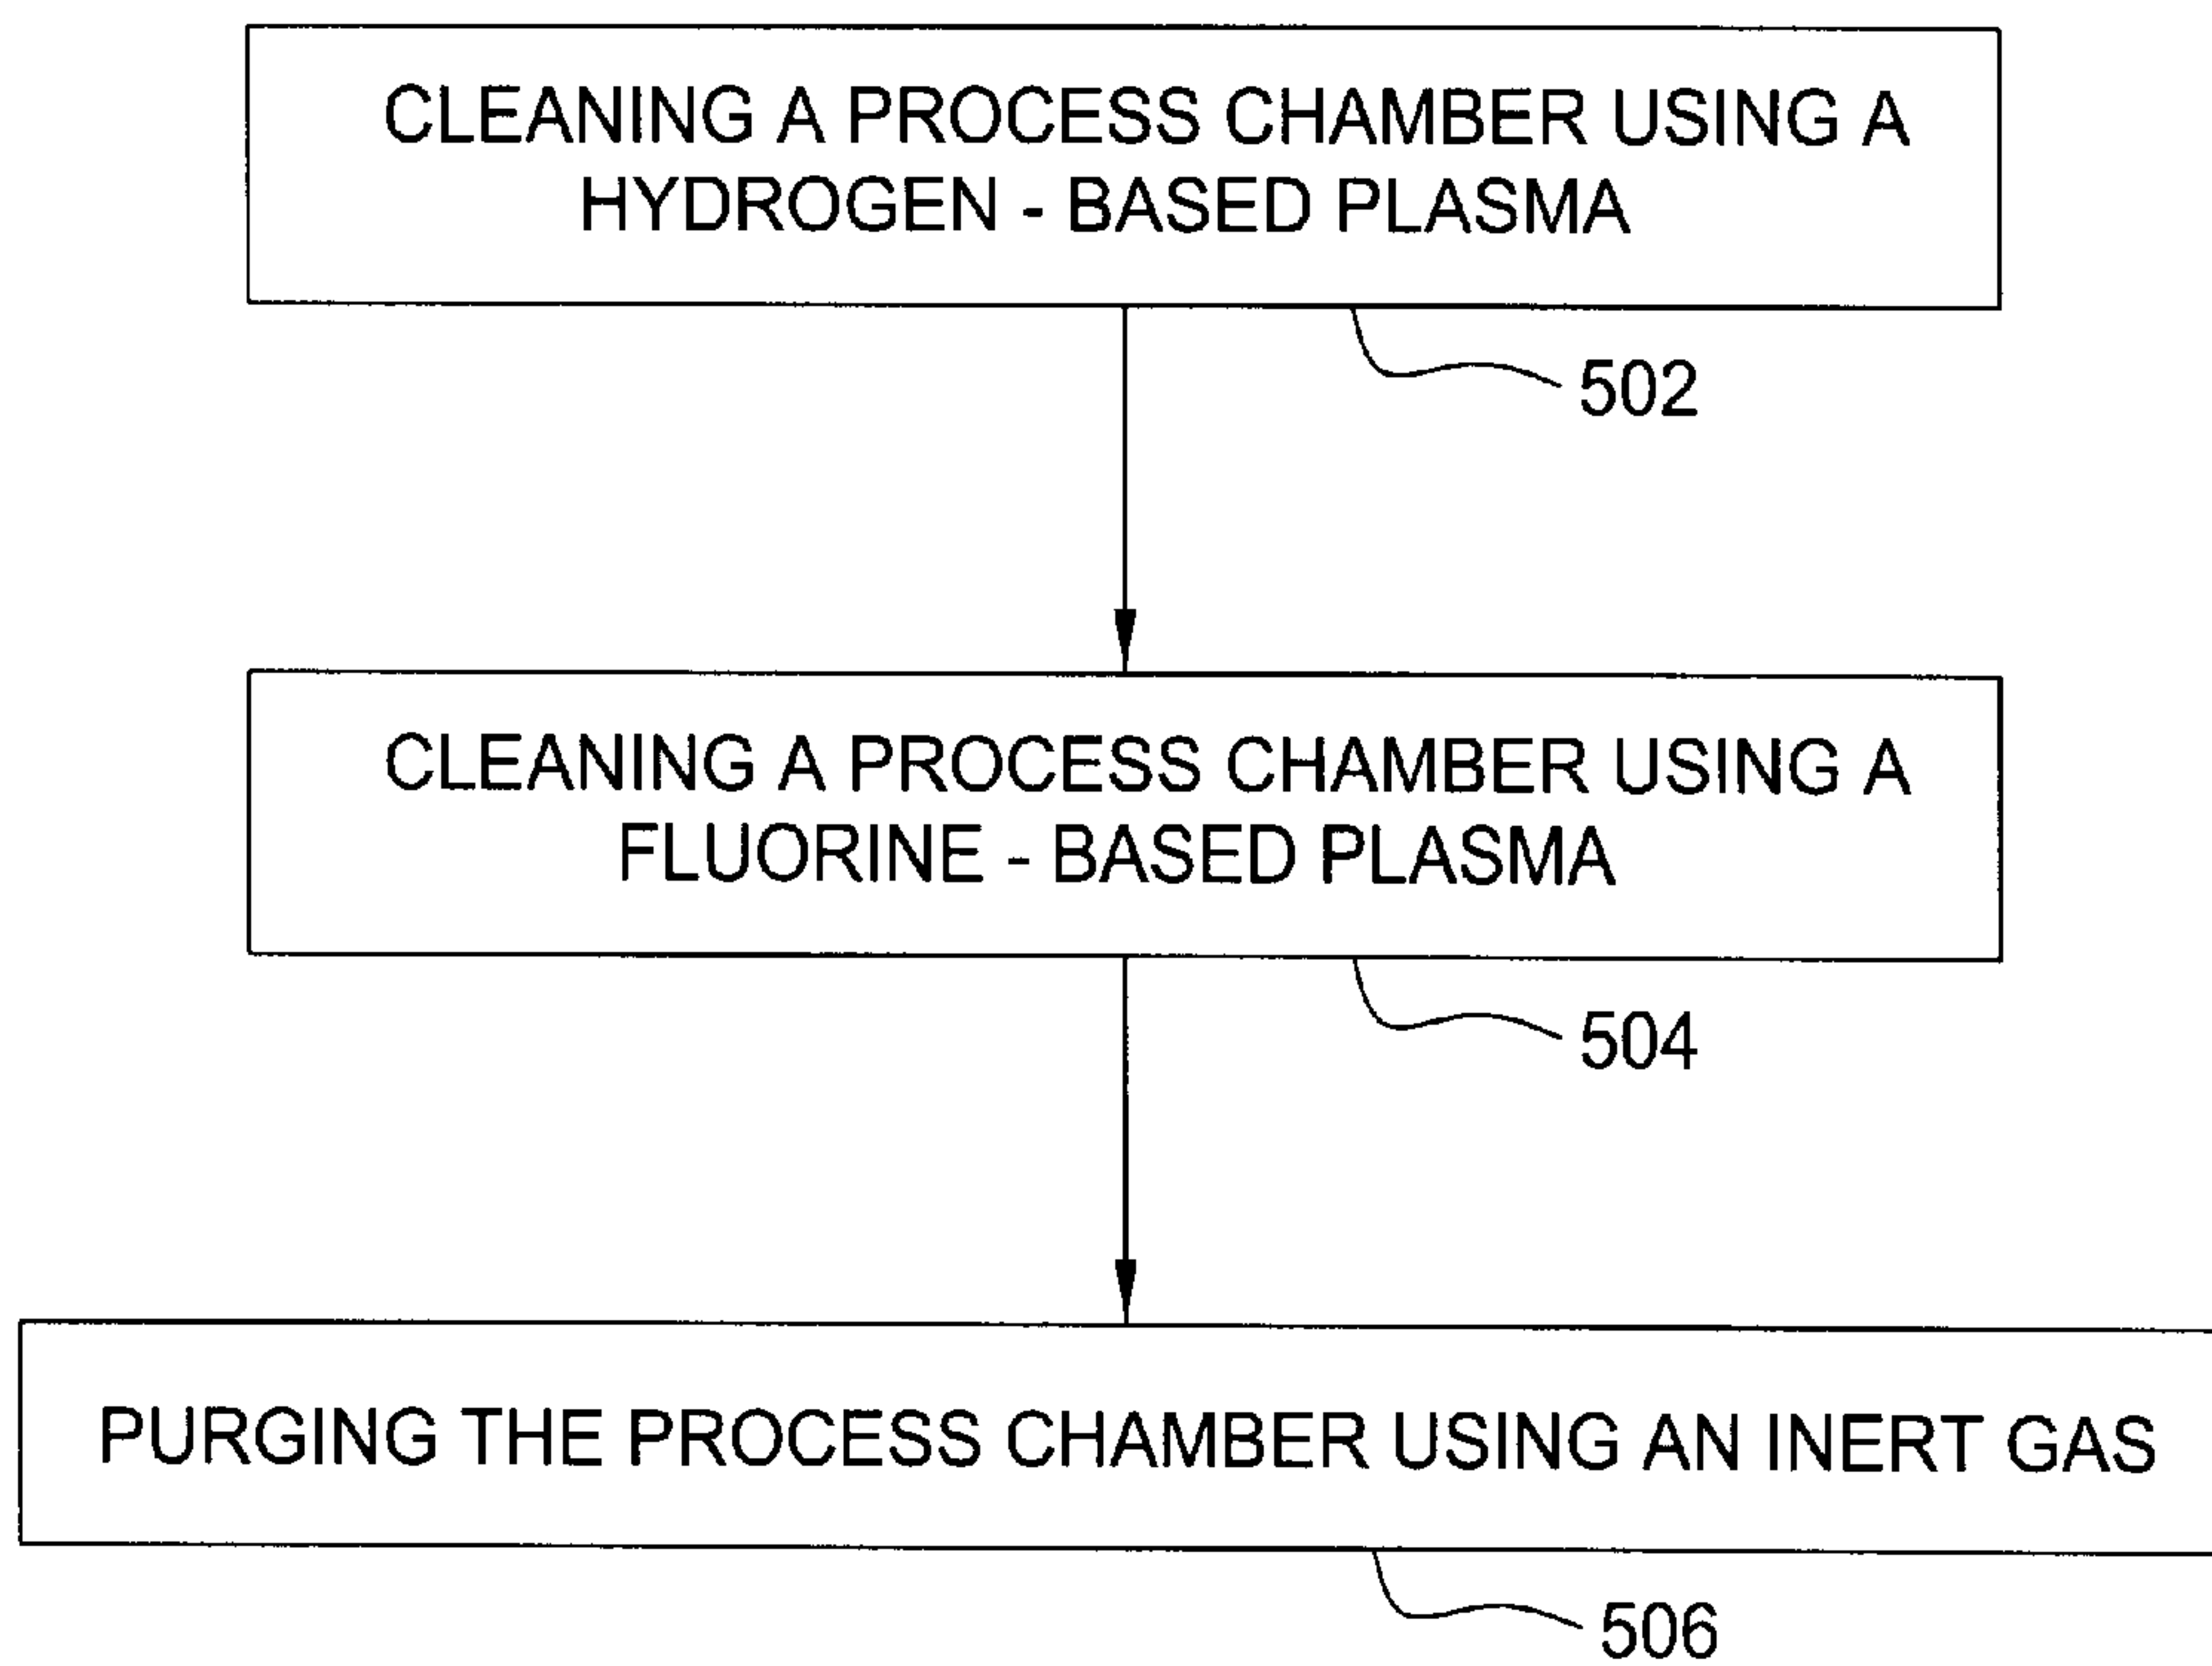 CLEANING A PROCESS CHAMBER USING A
HYDROGEN - BASED PLASMA
502
CLEANING A PROCESS CHAMBER USING A
FLUORINE - BASED PLASMA
504
PURGING THE PROCESS CHAMBER USING AN INERT GAS
506